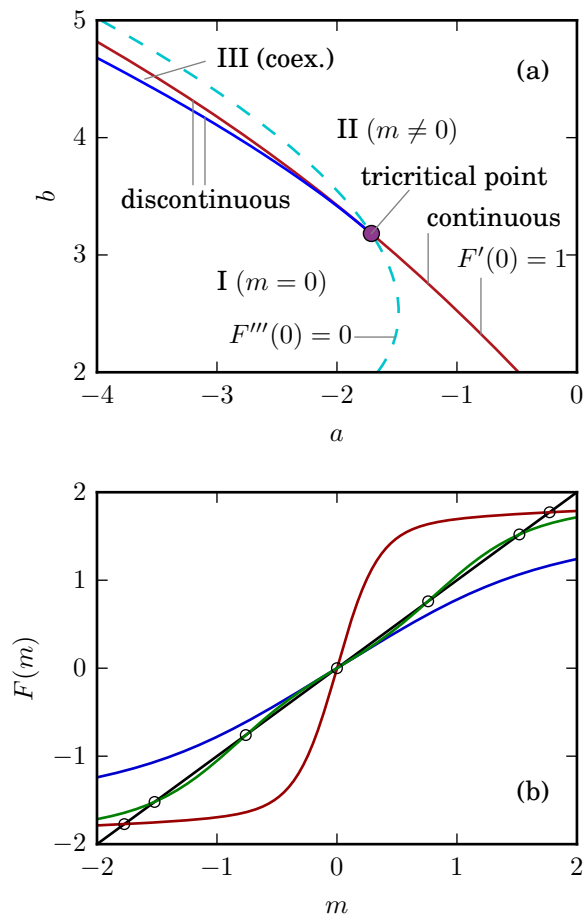 5
III (coex.)
(a)
II (m ≠ 0)
4
tricritical point
b
discontinuous
continuous
F′(0) = 1
3
I (m = 0)
F′′′(0) = 0
2
−4
−3
−2
−1
0
a
2
1
F(m)
0
−1
(b)
−2
−2
−1
0
1
2
m